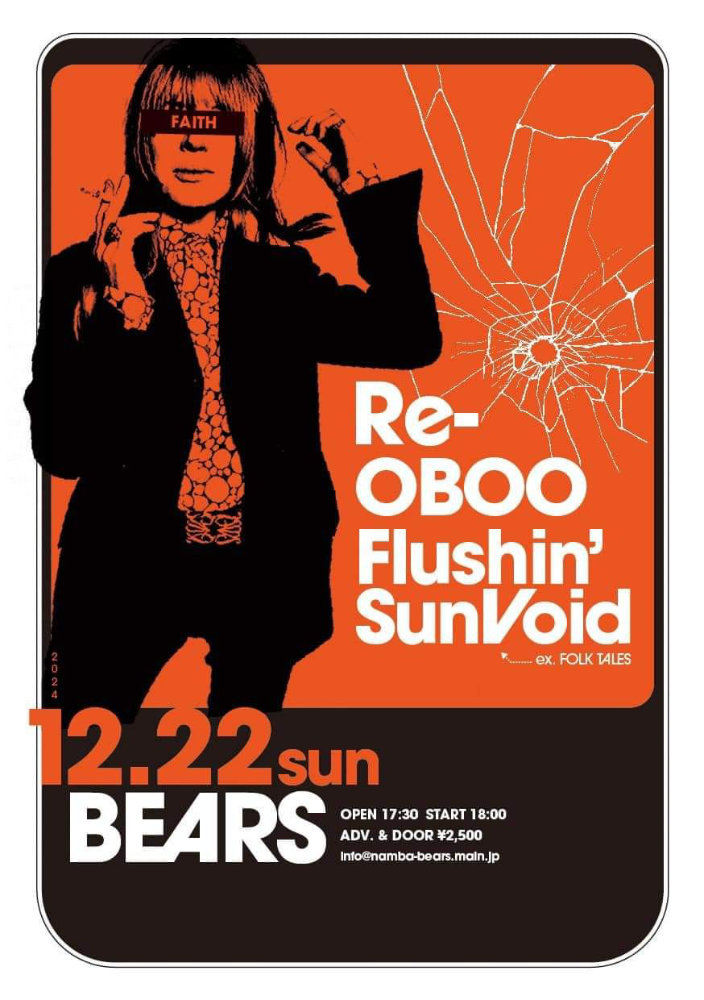 FAITH
Re-
OBOO
Flushin'
SunVoid
ex. FOLK TALES
2024
12.22sun
BEARS
OPEN 17:30 START 18:00
ADV. & DOOR ¥2,500
info@namba-bears.main.jp